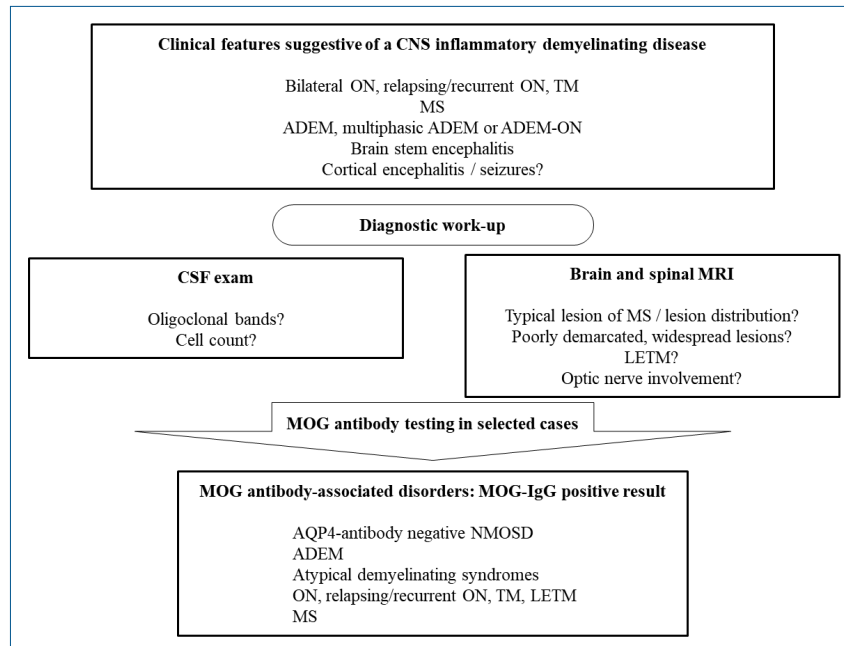 Clinical features suggestive of a CNS inflammatory demyelinating disease
Bilateral ON, relapsing/recurrent ON, TM
MS
ADEM, multiphasic ADEM or ADEM-ON
Brain stem encephalitis
Cortical encephalitis / seizures?
Diagnostic work-up
CSF exam
Oligoclonal bands?
Cell count?
Brain and spinal MRI
Typical lesion of MS / lesion distribution?
Poorly demarcated, widespread lesions?
LETM?
Optic nerve involvement?
MOG antibody testing in selected cases
MOG antibody-associated disorders: MOG-IgG positive result
AQP4-antibody negative NMOSD
ADEM
Atypical demyelinating syndromes
ON, relapsing/recurrent ON, TM, LETM
MS